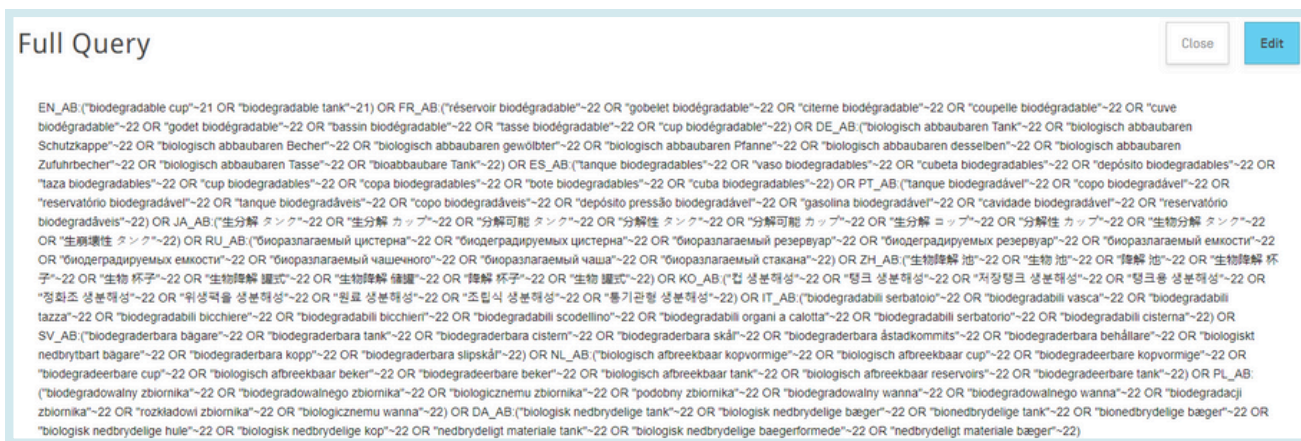 Full Query
Close
Edit
EN_AB:("biodegradable cup"~21 OR "biodegradable tank"~21) OR FR_AB:("réservoir biodégradable"~22 OR "gobelet biodégradable"~22 OR "citerne biodégradable"~22 OR "coupelle biodégradable"~22 OR "cuve
biodégradable"~22 OR "godet biodégradable"~22 OR "bassin biodégradable"~22 OR "tasse biodégradable"~22 OR "cup biodégradable"~22) OR DE_AB:("biologisch abbaubaren Tank"~22 OR "biologisch abbaubaren
Schutzkappe"~22 OR "biologisch abbaubaren Becher"~22 OR "biologisch abbaubaren gewölbter"~22 OR "biologisch abbaubaren Pfanne"~22 OR "biologisch abbaubaren desselben"~22 OR "biologisch abbaubaren
Zufuhrbecher"~22 OR "biologisch abbaubaren Tasse"~22 OR "bioabbaubare Tank"~22) OR ES_AB:("tanque biodegradables"~22 OR "vaso biodegradables"~22 OR "cubeta biodegradables"~22 OR "depósito biodegradables"~22 OR
"taza biodegradables"~22 OR "cup biodegradables"~22 OR "copa biodegradables"~22 OR "bote biodegradables"~22 OR "cuba biodegradables"~22) OR PT_AB:("tanque biodegradável"~22 OR "copo biodegradável"~22 OR
"reservatório biodegradável"~22 OR "tanque biodegradáveis"~22 OR "copo biodegradáveis"~22 OR "depósito pressão biodegradável"~22 OR "gasolina biodegradável"~22 OR "cavidade biodegradável"~22 OR "reservatório
biodegradáveis"~22) OR JA_AB:("生分解 タンク"~22 OR "生分解 カップ"~22 OR "分解可能 タンク"~22 OR "分解性 タンク"~22 OR "分解可能 カップ"~22 OR "生分解 コップ"~22 OR "分解性 カップ"~22 OR "生物分解 タンク"~22
OR "生崩壊性 タンク"~22) OR RU_AB:("биоразлагаемый цистерна"~22 OR "биодеградируемых цистерна"~22 OR "биоразлагаемый резервуар"~22 OR "биодеградируемых резервуар"~22 OR "биоразлагаемый емкости"~22
OR "биодеградируемых емкости"~22 OR "биоразлагаемый чашечного"~22 OR "биоразлагаемый чаша"~22 OR "биоразлагаемый стакана"~22) OR ZH_AB:("生物降解 池"~22 OR "生物 池"~22 OR "降解 池"~22 OR "生物降解 杯
子"~22 OR "生物 杯子"~22 OR "生物降解 罐式"~22 OR "生物降解 储罐"~22 OR "降解 杯子"~22 OR "生物 罐式"~22) OR KO_AB:("컵 생분해성"~22 OR "탱크 생분해성"~22 OR "저장탱크 생분해성"~22 OR "탱크용 생분해성"~22 OR
"정화조 생분해성"~22 OR "위생팩을 생분해성"~22 OR "원료 생분해성"~22 OR "조립식 생분해성"~22 OR "통기관형 생분해성"~22) OR IT_AB:("biodegradabili serbatoio"~22 OR "biodegradabili vasca"~22 OR "biodegradabili
tazza"~22 OR "biodegradabili bicchiere"~22 OR "biodegradabili bicchieri"~22 OR "biodegradabili scodellino"~22 OR "biodegradabili organi a calotta"~22 OR "biodegradabili serbatorio"~22 OR "biodegradabili cisterna"~22) OR
SV_AB:("biodegraderbara bägare"~22 OR "biodegraderbara tank"~22 OR "biodegraderbara cistern"~22 OR "biodegraderbara skål"~22 OR "biodegraderbara åstadkommits"~22 OR "biodegraderbara behållare"~22 OR "biologiskt
nedbrytbart bägare"~22 OR "biodegraderbara kopp"~22 OR "biodegraderbara slipskål"~22) OR NL_AB:("biologisch afbreekbaar kopvormige"~22 OR "biologisch afbreekbaar cup"~22 OR "biodegradeerbare kopvormige"~22 OR
"biodegradeerbare cup"~22 OR "biologisch afbreekbaar beker"~22 OR "biodegradeerbare beker"~22 OR "biologisch afbreekbaar tank"~22 OR "biologisch afbreekbaar reservoirs"~22 OR "biodegradeerbare tank"~22) OR PL_AB:
("biodegradowalny zbiornika"~22 OR "biodegradowalnego zbiornika"~22 OR "biologicznemu zbiornika"~22 OR "podobny zbiornika"~22 OR "biodegradowalny wanna"~22 OR "biodegradowalnego wanna"~22 OR "biodegradacji
zbiornika"~22 OR "rozkładowi zbiornika"~22 OR "biologicznemu wanna"~22) OR DA_AB:("biologisk nedbrydelige tank"~22 OR "biologisk nedbrydelige bæger"~22 OR "bionedbrydelige tank"~22 OR "bionedbrydelige bæger"~22 OR
"biologisk nedbrydelige hule"~22 OR "biologisk nedbrydelige kop"~22 OR "nedbrydeligt materiale tank"~22 OR "biologisk nedbrydelige baegerformede"~22 OR "nedbrydeligt materiale bæger"~22)